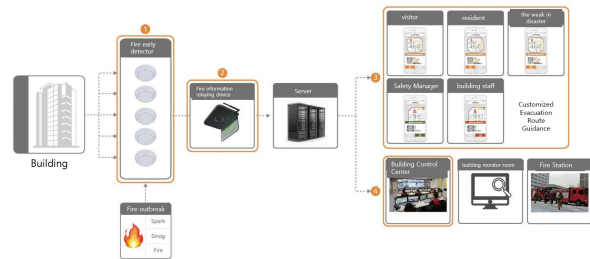 1
Fire early
detector
2
Fire information
relaying device
Server
Building
Fire outbreak
Spark
Smog
Fire
3
visitor
resident
the weak in
disaster
Safety Manager
building staff
Customized
Evacuation
Route
Guidance
4
Building Control
Center
building monitor room
Fire Station